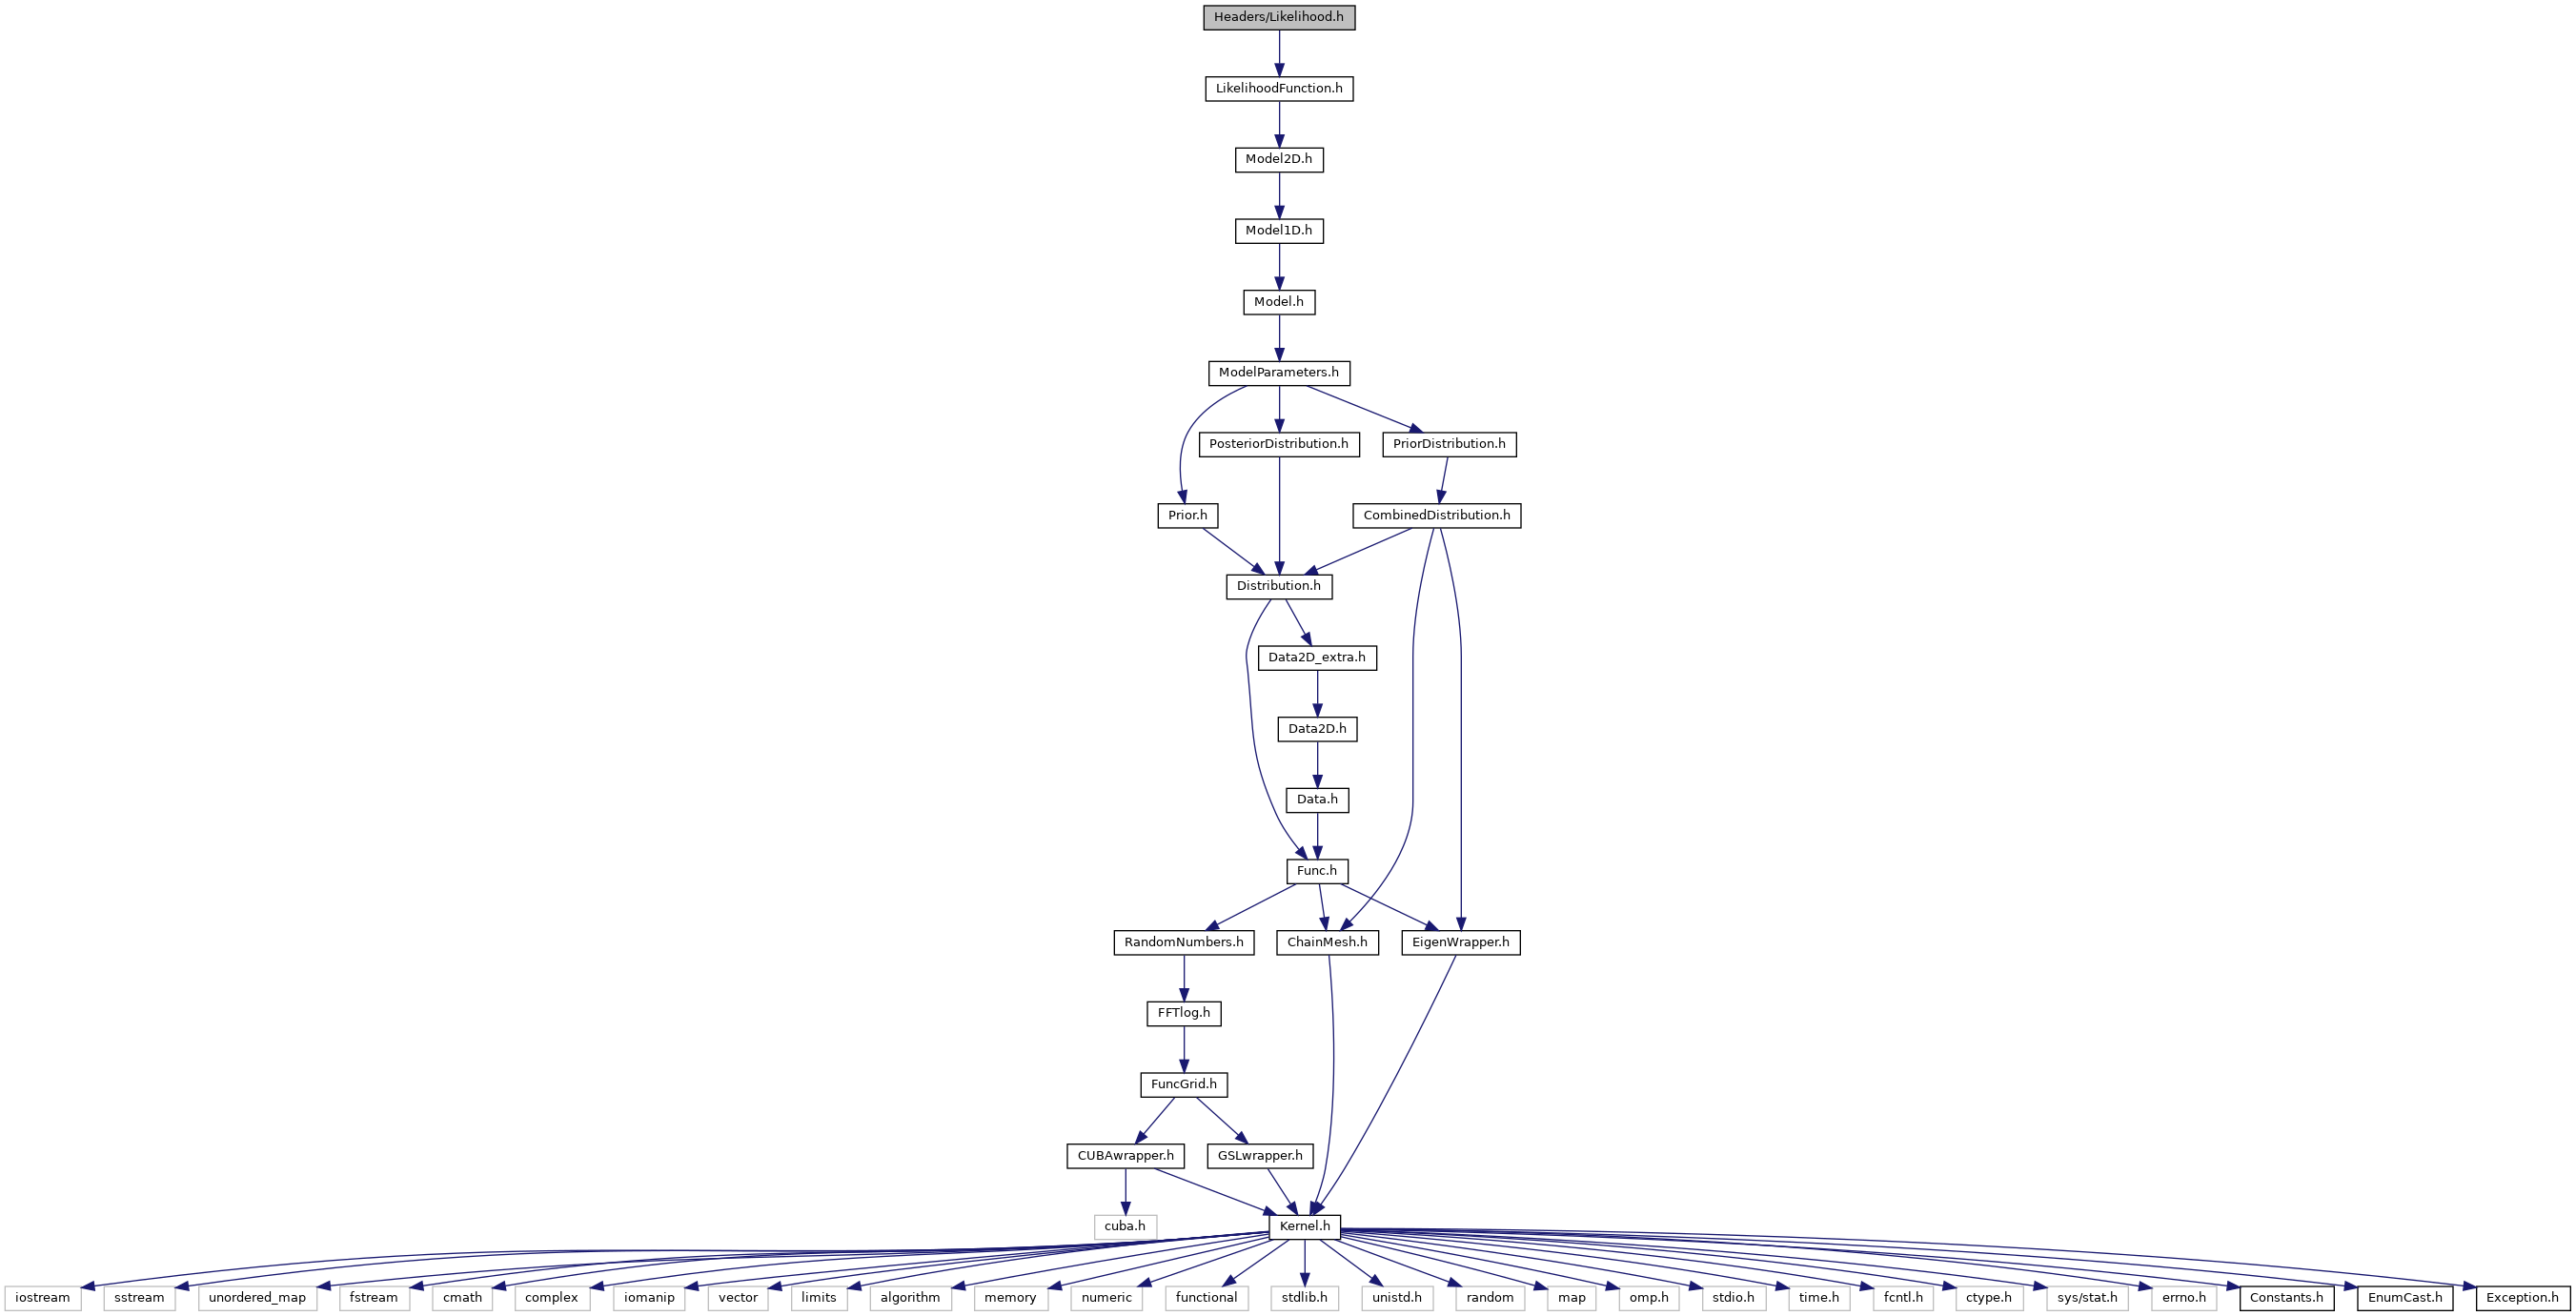 Headers/Likelihood.h
LikelihoodFunction.h
Model2D.h
Model1D.h
Model.h
ModelParameters.h
PosteriorDistribution.h
PriorDistribution.h
Prior.h
CombinedDistribution.h
Distribution.h
Data2D_extra.h
Data2D.h
Data.h
Func.h
RandomNumbers.h
ChainMesh.h
EigenWrapper.h
FFTlog.h
FuncGrid.h
CUBAwrapper.h
GSLwrapper.h
cuba.h
Kernel.h
iostream
sstream
unordered_map
fstream
cmath
complex
iomanip
vector
limits
algorithm
memory
numeric
functional
stdlib.h
unistd.h
random
map
omp.h
stdio.h
time.h
fcntl.h
ctype.h
sys/stat.h
errno.h
Constants.h
EnumCast.h
Exception.h